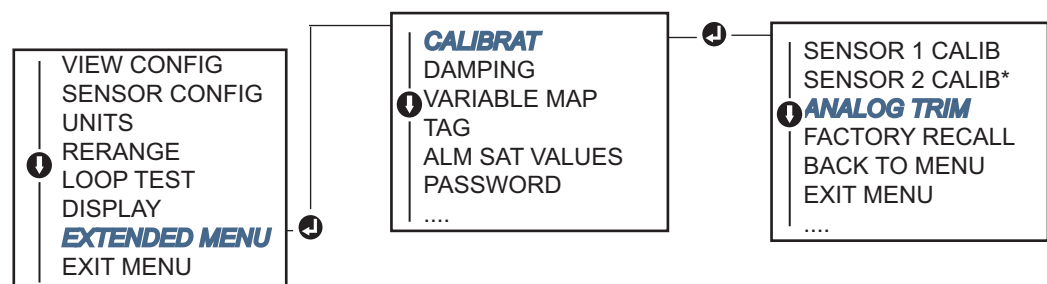 VIEW CONFIG
SENSOR CONFIG
UNITS
RERANGE
LOOP TEST
DISPLAY
EXTENDED MENU
EXIT MENU
CALIBRAT
DAMPING
VARIABLE MAP
TAG
ALM SAT VALUES
PASSWORD
....
SENSOR 1 CALIB
SENSOR 2 CALIB*
ANALOG TRIM
FACTORY RECALL
BACK TO MENU
EXIT MENU
....